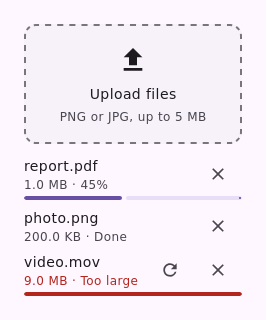 Upload files
PNG or JPG, up to 5 MB
report.pdf
1.0 MB · 45%
photo.png
200.0 KB · Done
video.mov
9.0 MB · Too large